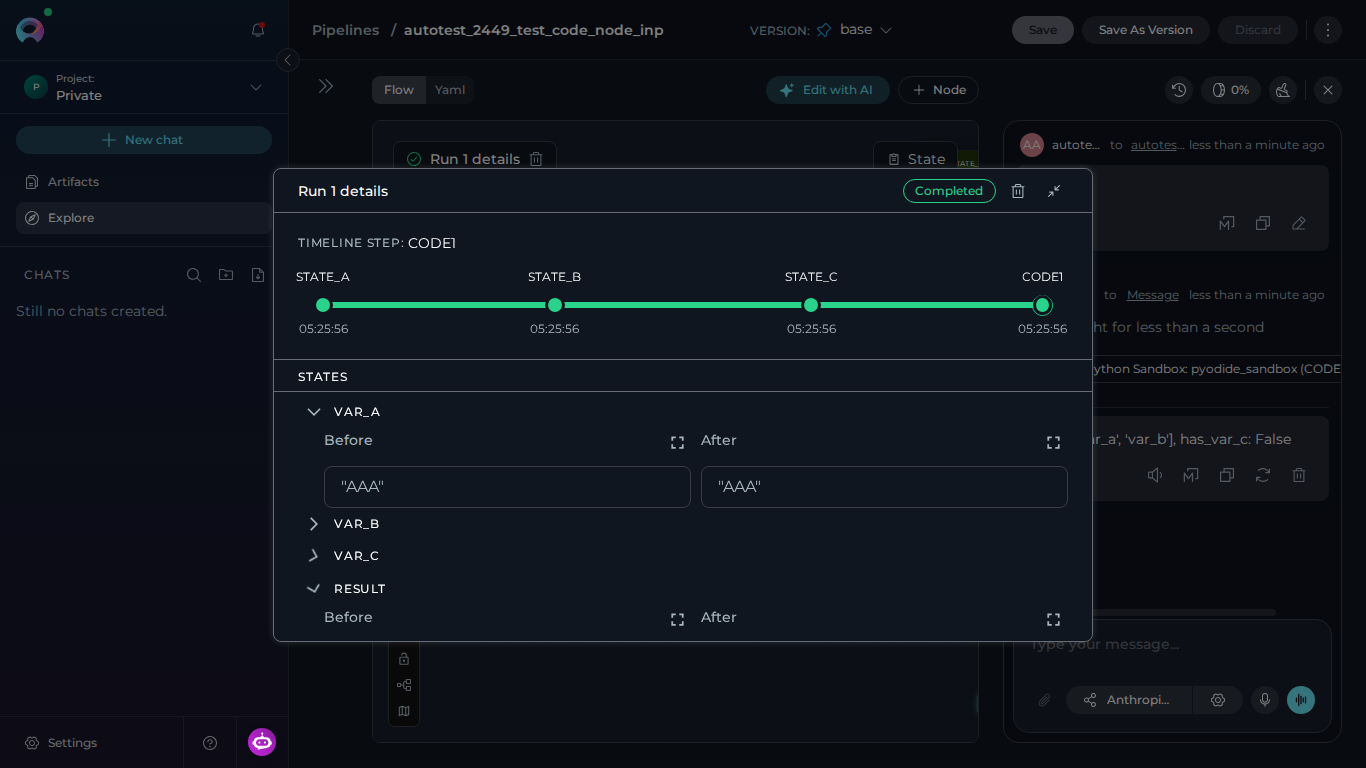 Pipelines / autotest_2449_test_code_node_inp
VERSION: base
Save
Save As Version
Discard
P
Project:
Private
New chat
Artifacts
Explore
CHATS
Still no chats created.
Settings
Flow
Yaml
Edit with AI
Node
0%
Run 1 details
State
Run 1 details
Completed
TIMELINE STEP: CODE1
STATE_A
STATE_B
STATE_C
CODE1
05:25:56
05:25:56
05:25:56
05:25:56
STATES
VAR_A
Before
After
"AAA"
"AAA"
VAR_B
VAR_C
RESULT
Before
After
AA
autote...
to
autotes...
less than a minute ago
to
Message
less than a minute ago
ht for less than a second
ython Sandbox: pyodide_sandbox (CODE
r_a', 'var_b'], has_var_c: False
Type your message...
Anthropi...